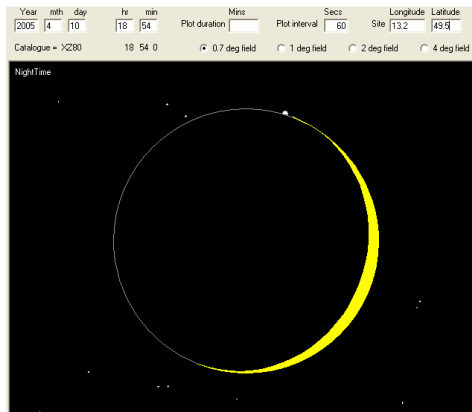 Year mth day hr min Mins Secs Longitude Latitude
2005 4 10 18 54 Plot duration Plot interval 60 Site 13.2 49.5
Catalogue = XZ80 18 54 0 0.7 deg field 1 deg field 2 deg field 4 deg field
NightTime